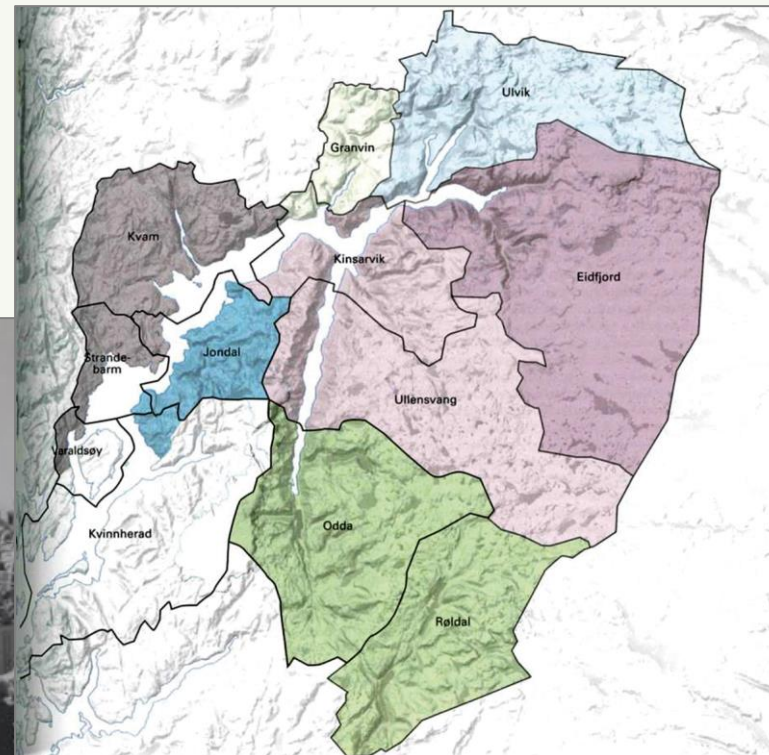 Ulvik
Granvin
Kvam
Kinsarvik
Eidfjord
Strande-
barm
Jondal
Ullensvang
Varaldsøy
Kvinnherad
Odda
Røldal